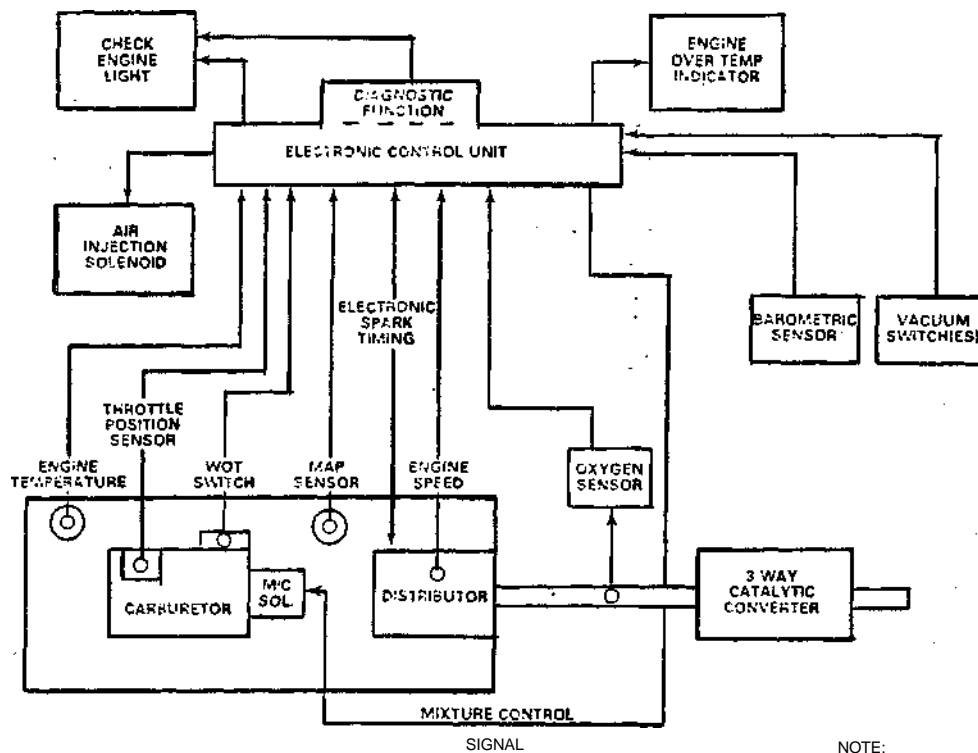 CHECK
ENGINE
LIGHT
ENGINE
OVER TEMP
INDICATOR
DIAGNOSTIC
FUNCTION
ELECTRONIC CONTROL UNIT
AIR
INJECTION
SOLENOID
ELECTRONIC
SPARK
TIMING
BAROMETRIC
SENSOR
VACUUM
SWITCH(ES)
THROTTLE
POSITION
SENSOR
ENGINE
TEMPERATURE
WOT
SWITCH
MAP
SENSOR
ENGINE
SPEED
OXYGEN
SENSOR
CARBURETOR
M/C
SOL.
DISTRIBUTOR
3 WAY
CATALYTIC
CONVERTER
MIXTURE CONTROL
SIGNAL
NOTE: